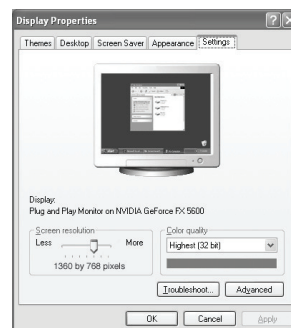 Display Properties
Themes Desktop Screen Saver Appearance Settings
Display:
Plug and Play Monitor on NVIDIA GeForce FX 5600
Screen resolution
Less More
1360 by 768 pixels
Color quality
Highest (32 bit)
Troubleshoot... Advanced
OK Cancel Apply